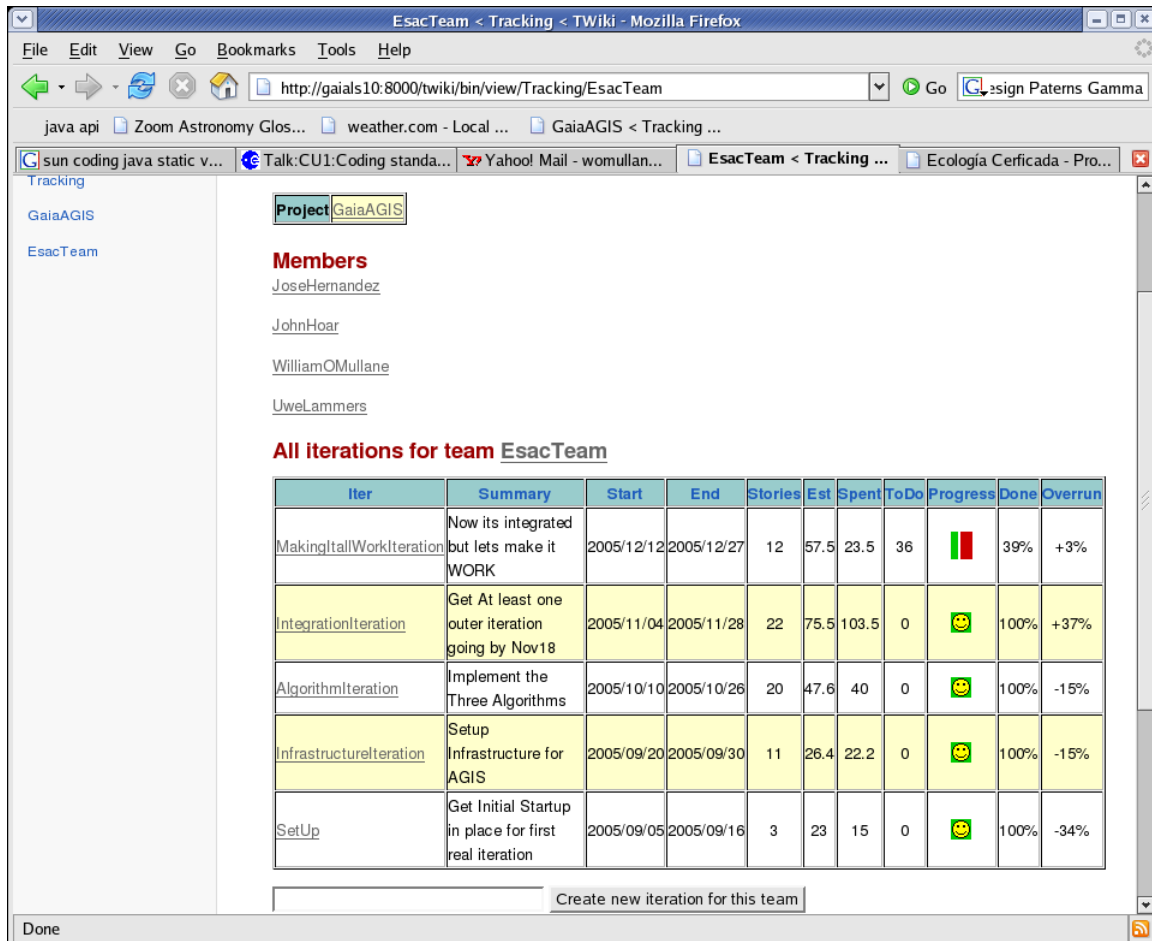 EsacTeam < Tracking < TWiki - Mozilla Firefox
File Edit View Go Bookmarks Tools Help
http://gaials10:8000/twiki/bin/view/Tracking/EsacTeam Go esign Paterns Gamma
java api Zoom Astronomy Glos... weather.com - Local ... GaiaAGIS < Tracking ...
sun coding java static v... Talk:CU1:Coding standa... Yahoo! Mail - womullan... EsacTeam < Tracking ... Ecología Cerficada - Pro...
Tracking
GaiaAGIS
EsacTeam
Project GaiaAGIS
Members
JoseHernandez
JohnHoar
WilliamOMullane
UweLammers
All iterations for team EsacTeam
Iter Summary Start End Stories Est Spent ToDo Progress Done Overrun
Now its integrated
MakingItallWorkIteration but lets make it 2005/12/12 2005/12/27 12 57.5 23.5 36 39% +3%
WORK
Get At least one
IntegrationIteration outer iteration 2005/11/04 2005/11/28 22 75.5 103.5 0 100% +37%
going by Nov18
Implement the
AlgorithmIteration 2005/10/10 2005/10/26 20 47.6 40 0 100% -15%
Three Algorithms
Setup
InfrastructureIteration Infrastructure for 2005/09/20 2005/09/30 11 26.4 22.2 0 100% -15%
AGIS
Get Initial Startup
SetUp in place for first 2005/09/05 2005/09/16 3 23 15 0 100% -34%
real iteration
Create new iteration for this team
Done